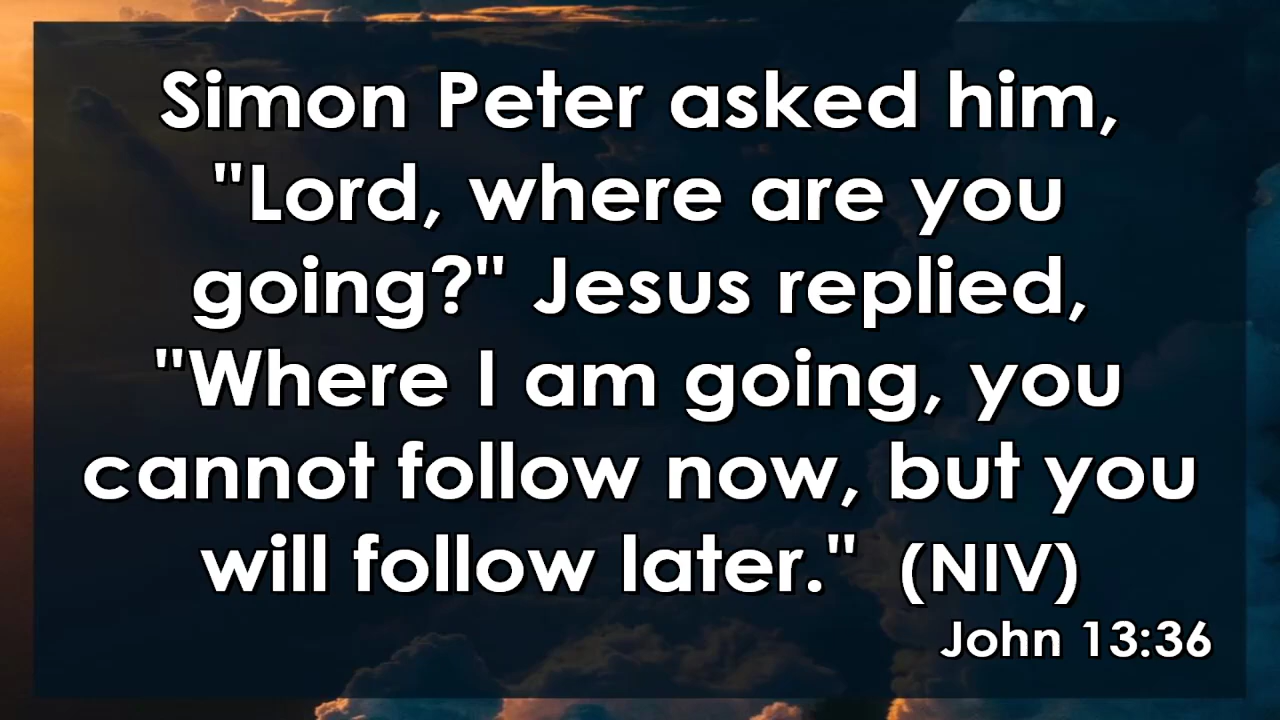 Simon Peter asked him,
"Lord, where are you
going?" Jesus replied,
"Where I am going, you
cannot follow now, but you
will follow later." (NIV)
John 13:36